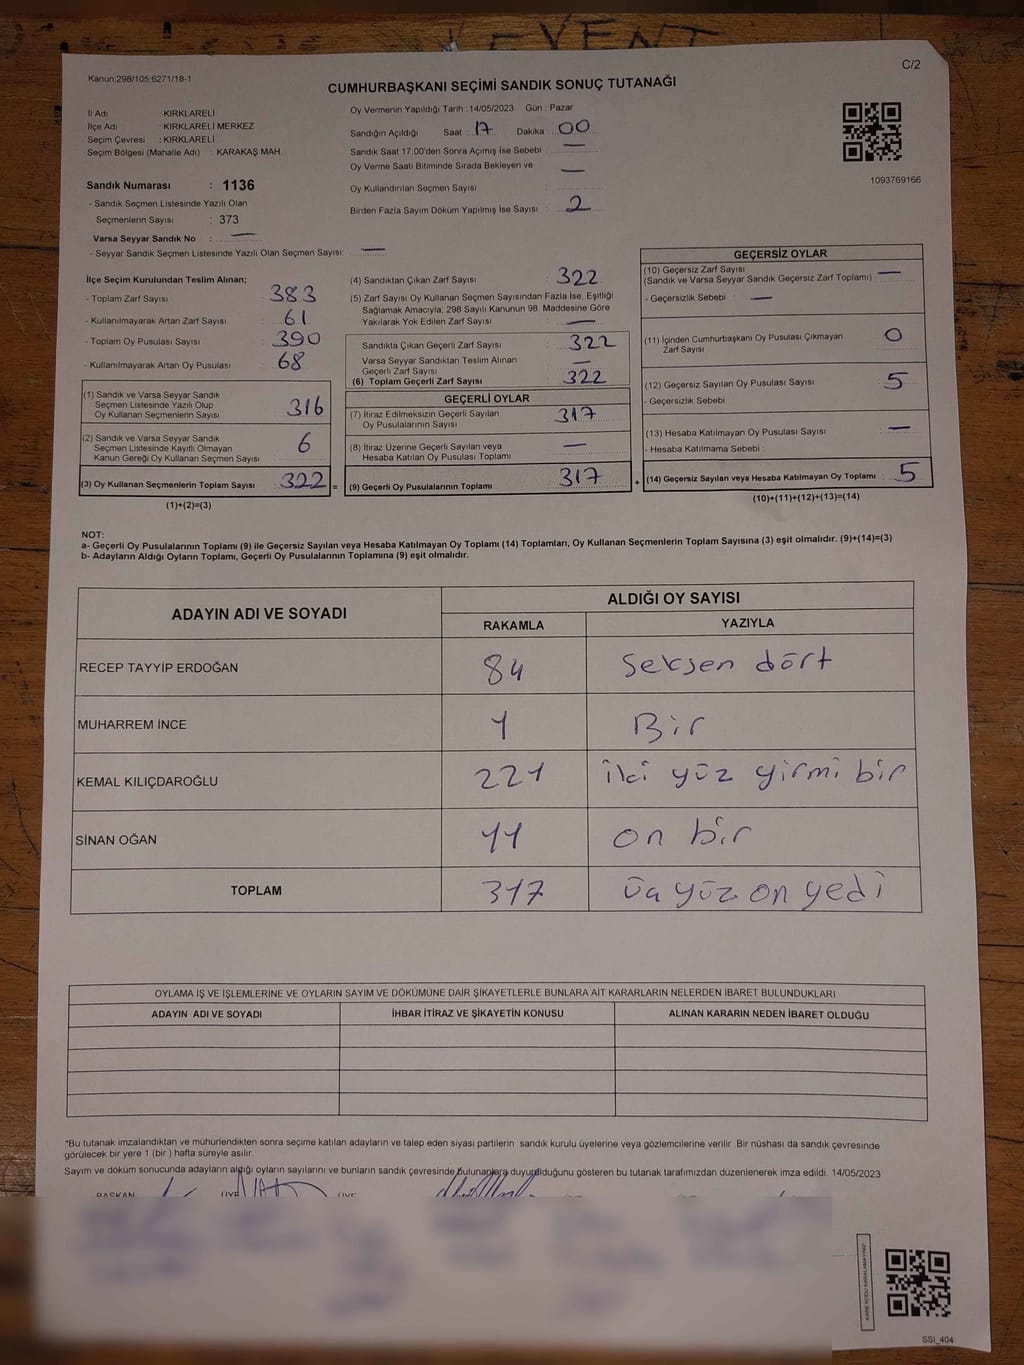 EVENT
C/2
Kanun;298/105;6271/18-1
CUMHURBAŞKANI SEÇİMİ SANDIK SONUÇ TUTANAĞI
İl Adı : KIRKLARELİ
İlçe Adı : KIRKLARELİ MERKEZ
Seçim Çevresi : KIRKLARELİ
Seçim Bölgesi (Mahalle Adı) : KARAKAŞ MAH.
Oy Vermenin Yapıldığı Tarih : 14/05/2023 Gün : Pazar
Sandığın Açıldığı Saat : 17 Dakika : 00
Sandık Saat 17:00'den Sonra Açımış İse Sebebi : —
Oy Verme Saati Bitiminde Sırada Bekleyen ve —
Oy Kullandırılan Seçmen Sayısı :
Birden Fazla Sayım Döküm Yapılmış İse Sayısı : 2
1093769166
Sandık Numarası : 1136
- Sandık Seçmen Listesinde Yazılı Olan
Seçmenlerin Sayısı : 373
Varsa Seyyar Sandık No : —
- Seyyar Sandık Seçmen Listesinde Yazılı Olan Seçmen Sayısı: —
İlçe Seçim Kurulundan Teslim Alınan;
- Toplam Zarf Sayısı : 383
- Kullanılmayarak Artan Zarf Sayısı : 61
- Toplam Oy Pusulası Sayısı : 390
- Kullanılmayarak Artan Oy Pusulası : 68
(1) Sandık ve Varsa Seyyar Sandık
Seçmen Listesinde Yazılı Olup
Oy Kullanan Seçmenlerin Sayısı 316
(2) Sandık ve Varsa Seyyar Sandık
Seçmen Listesinde Kayıtlı Olmayan
Kanun Gereği Oy Kullanan Seçmen Sayısı 6
(3) Oy Kullanan Seçmenlerin Toplam Sayısı 322 =
(1)+(2)=(3)
(4) Sandıktan Çıkan Zarf Sayısı : 322
(5) Zarf Sayısı Oy Kullanan Seçmen Sayısından Fazla İse, Eşitliği
Sağlamak Amacıyla; 298 Sayılı Kanunun 98. Maddesine Göre
Yakılarak Yok Edilen Zarf Sayısı : —
Sandıkta Çıkan Geçerli Zarf Sayısı : 322
Varsa Seyyar Sandıktan Teslim Alınan
Geçerli Zarf Sayısı : —
(6) Toplam Geçerli Zarf Sayısı : 322
GEÇERLİ OYLAR
(7) İtiraz Edilmeksizin Geçerli Sayılan
Oy Pusulalarının Sayısı : 317
(8) İtiraz Üzerine Geçerli Sayılan veya
Hesaba Katılan Oy Pusulası Toplamı : —
(9) Geçerli Oy Pusulalarının Toplamı : 317 +
GEÇERSİZ OYLAR
(10) Geçersiz Zarf Sayısı
(Sandık ve Varsa Seyyar Sandık Geçersiz Zarf Toplamı) : —
- Geçersizlik Sebebi : —
(11) İçinden Cumhurbaşkanı Oy Pusulası Çıkmayan
Zarf Sayısı : 0
(12) Geçersiz Sayılan Oy Pusulası Sayısı : 5
- Geçersizlik Sebebi
(13) Hesaba Katılmayan Oy Pusulası Sayısı : —
- Hesaba Katılmama Sebebi :
(14) Geçersiz Sayılan veya Hesaba Katılmayan Oy Toplamı : 5
(10)+(11)+(12)+(13)=(14)
NOT:
a- Geçerli Oy Pusulalarının Toplamı (9) ile Geçersiz Sayılan veya Hesaba Katılmayan Oy Toplamı (14) Toplamları, Oy Kullanan Seçmenlerin Toplam Sayısına (3) eşit olmalıdır. (9)+(14)=(3)
b- Adayların Aldığı Oyların Toplamı, Geçerli Oy Pusulalarının Toplamına (9) eşit olmalıdır.
ADAYIN ADI VE SOYADI ALDIĞI OY SAYISI
RAKAMLA YAZIYLA
RECEP TAYYİP ERDOĞAN 84 Seksen dört
MUHARREM İNCE 1 Bir
KEMAL KILIÇDAROĞLU 221 iki yüz yirmi bir
SİNAN OĞAN 11 on bir
TOPLAM 317 üç yüz on yedi
OYLAMA İŞ VE İŞLEMLERİNE VE OYLARIN SAYIM VE DÖKÜMÜNE DAİR ŞİKAYETLERLE BUNLARA AİT KARARLARIN NELERDEN İBARET BULUNDUKLARI
ADAYIN ADI VE SOYADI İHBAR İTİRAZ VE ŞİKAYETİN KONUSU ALINAN KARARIN NEDEN İBARET OLDUĞU
*Bu tutanak imzalandıktan ve mühürlendikten sonra seçime katılan adayların ve talep eden siyasi partilerin sandık kurulu üyelerine veya gözlemcilerine verilir. Bir nüshası da sandık çevresinde
görülecek bir yere 1 (bir) hafta süreyle asılır.
Sayım ve döküm sonucunda adayların aldığı oyların sayılarını ve bunların sandık çevresinde bulunanlara duyurulduğunu gösteren bu tutanak tarafımızdan düzenlenerek imza edildi. 14/05/2023
BAŞKAN ÜYE ÜYE
KARE KODU KARALAMAYINIZ!
SSİ_404